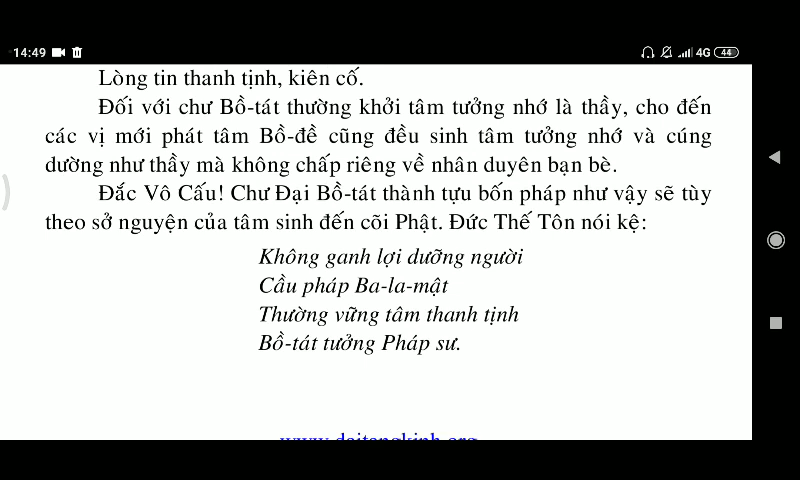 14:49
4G 44
Lòng tin thanh tịnh, kiên cố.
Đối với chư Bồ-tát thường khởi tâm tưởng nhớ là thầy, cho đến
các vị mới phát tâm Bồ-đề cũng đều sinh tâm tưởng nhớ và cúng
dường như thầy mà không chấp riêng về nhân duyên bạn bè.
Đắc Vô Cấu! Chư Đại Bồ-tát thành tựu bốn pháp như vậy sẽ tùy
theo sở nguyện của tâm sinh đến cõi Phật. Đức Thế Tôn nói kệ:
Không ganh lợi dưỡng người
Cầu pháp Ba-la-mật
Thường vững tâm thanh tịnh
Bồ-tát tưởng Pháp sư.
www.daitangkinh.org